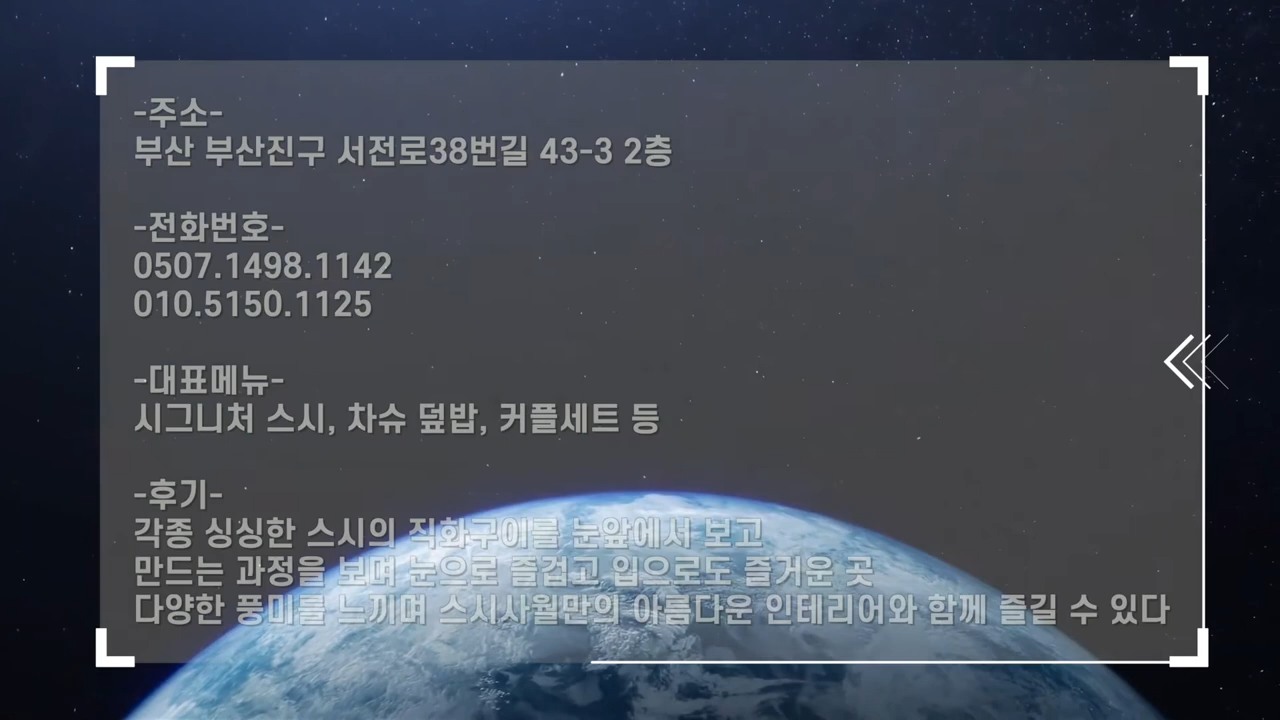 -주소-
부산 부산진구 서전로38번길 43-3 2층
-전화번호-
0507.1498.1142
010.5150.1125
-대표메뉴-
시그니처 스시, 차슈 덮밥, 커플세트 등
-후기-
각종 싱싱한 스시의 직화구이를 눈앞에서 보고
만드는 과정을 보며 눈으로 즐겁고 입으로도 즐거운 곳
다양한 풍미를 느끼며 스시사월만의 아름다운 인테리어와 함께 즐길 수 있다